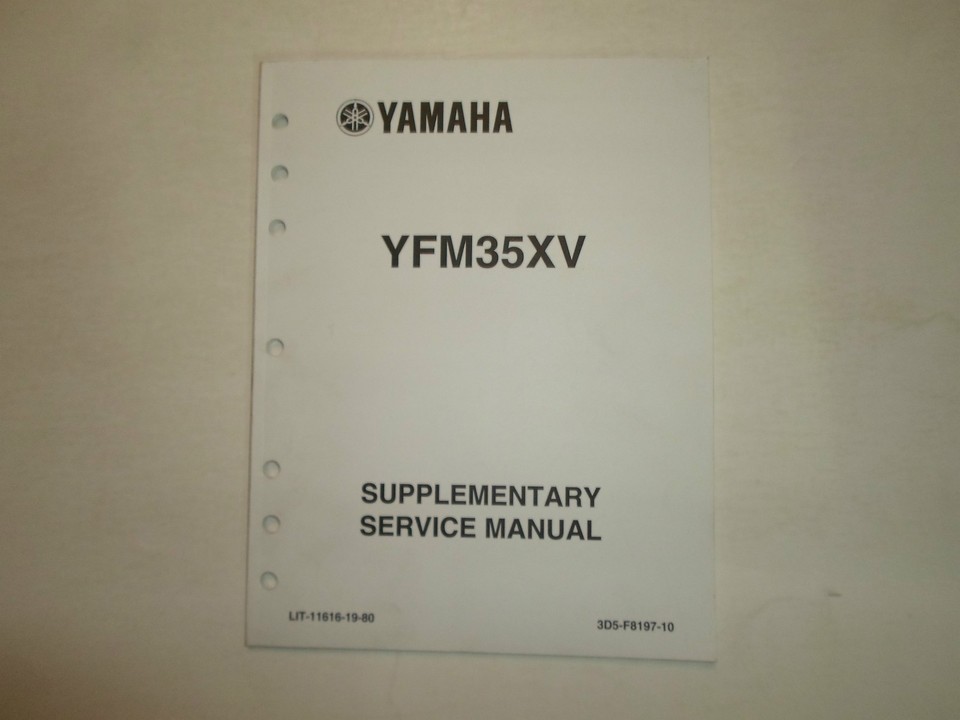 YAMAHA
YFM35XV
SUPPLEMENTARY
SERVICE MANUAL
LIT-11616-19-80
3D5-F8197-10